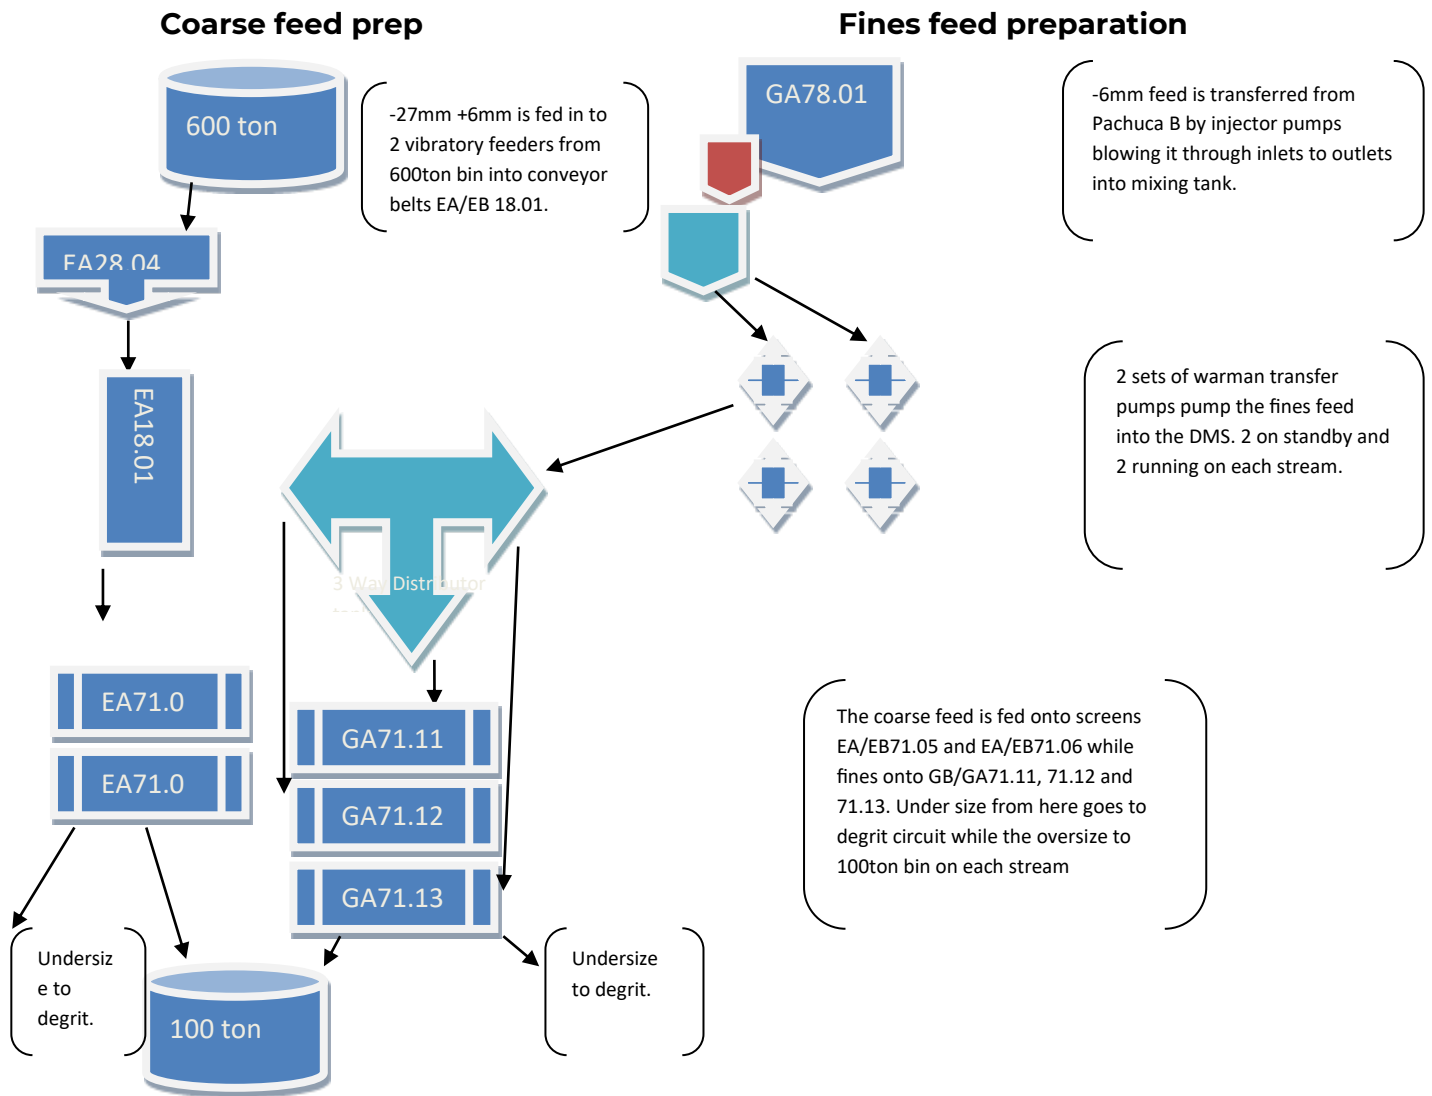 Coarse feed prep
Fines feed preparation
600 ton
-27mm +6mm is fed in to
2 vibratory feeders from
600ton bin into conveyor
belts EA/EB 18.01.
GA78.01
-6mm feed is transferred from
Pachuca B by injector pumps
blowing it through inlets to outlets
into mixing tank.
EA28.04
EA18.01
2 sets of warman transfer
pumps pump the fines feed
into the DMS. 2 on standby and
2 running on each stream.
3 Way Distributor
EA71.0
EA71.0
GA71.11
GA71.12
GA71.13
The coarse feed is fed onto screens
EA/EB71.05 and EA/EB71.06 while
fines onto GB/GA71.11, 71.12 and
71.13. Under size from here goes to
degrit circuit while the oversize to
100ton bin on each stream
Undersiz
e to
degrit.
100 ton
Undersize
to degrit.